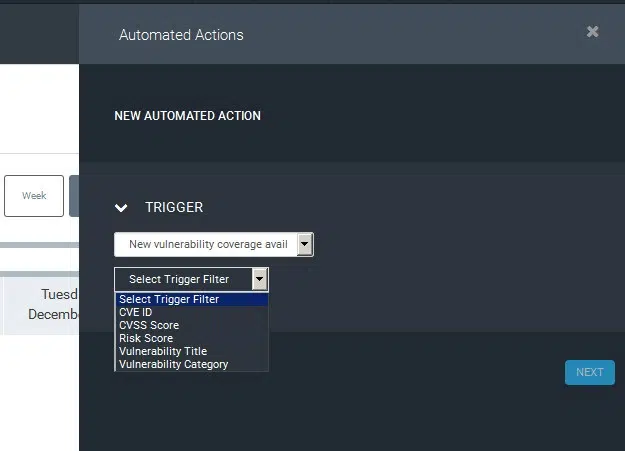 Automated Actions
NEW AUTOMATED ACTION
Week
TRIGGER
New vulnerability coverage avail
Select Trigger Filter
Select Trigger Filter
CVE ID
CVSS Score
Risk Score
Vulnerability Title
Vulnerability Category
Tuesd
Decemb
NEXT